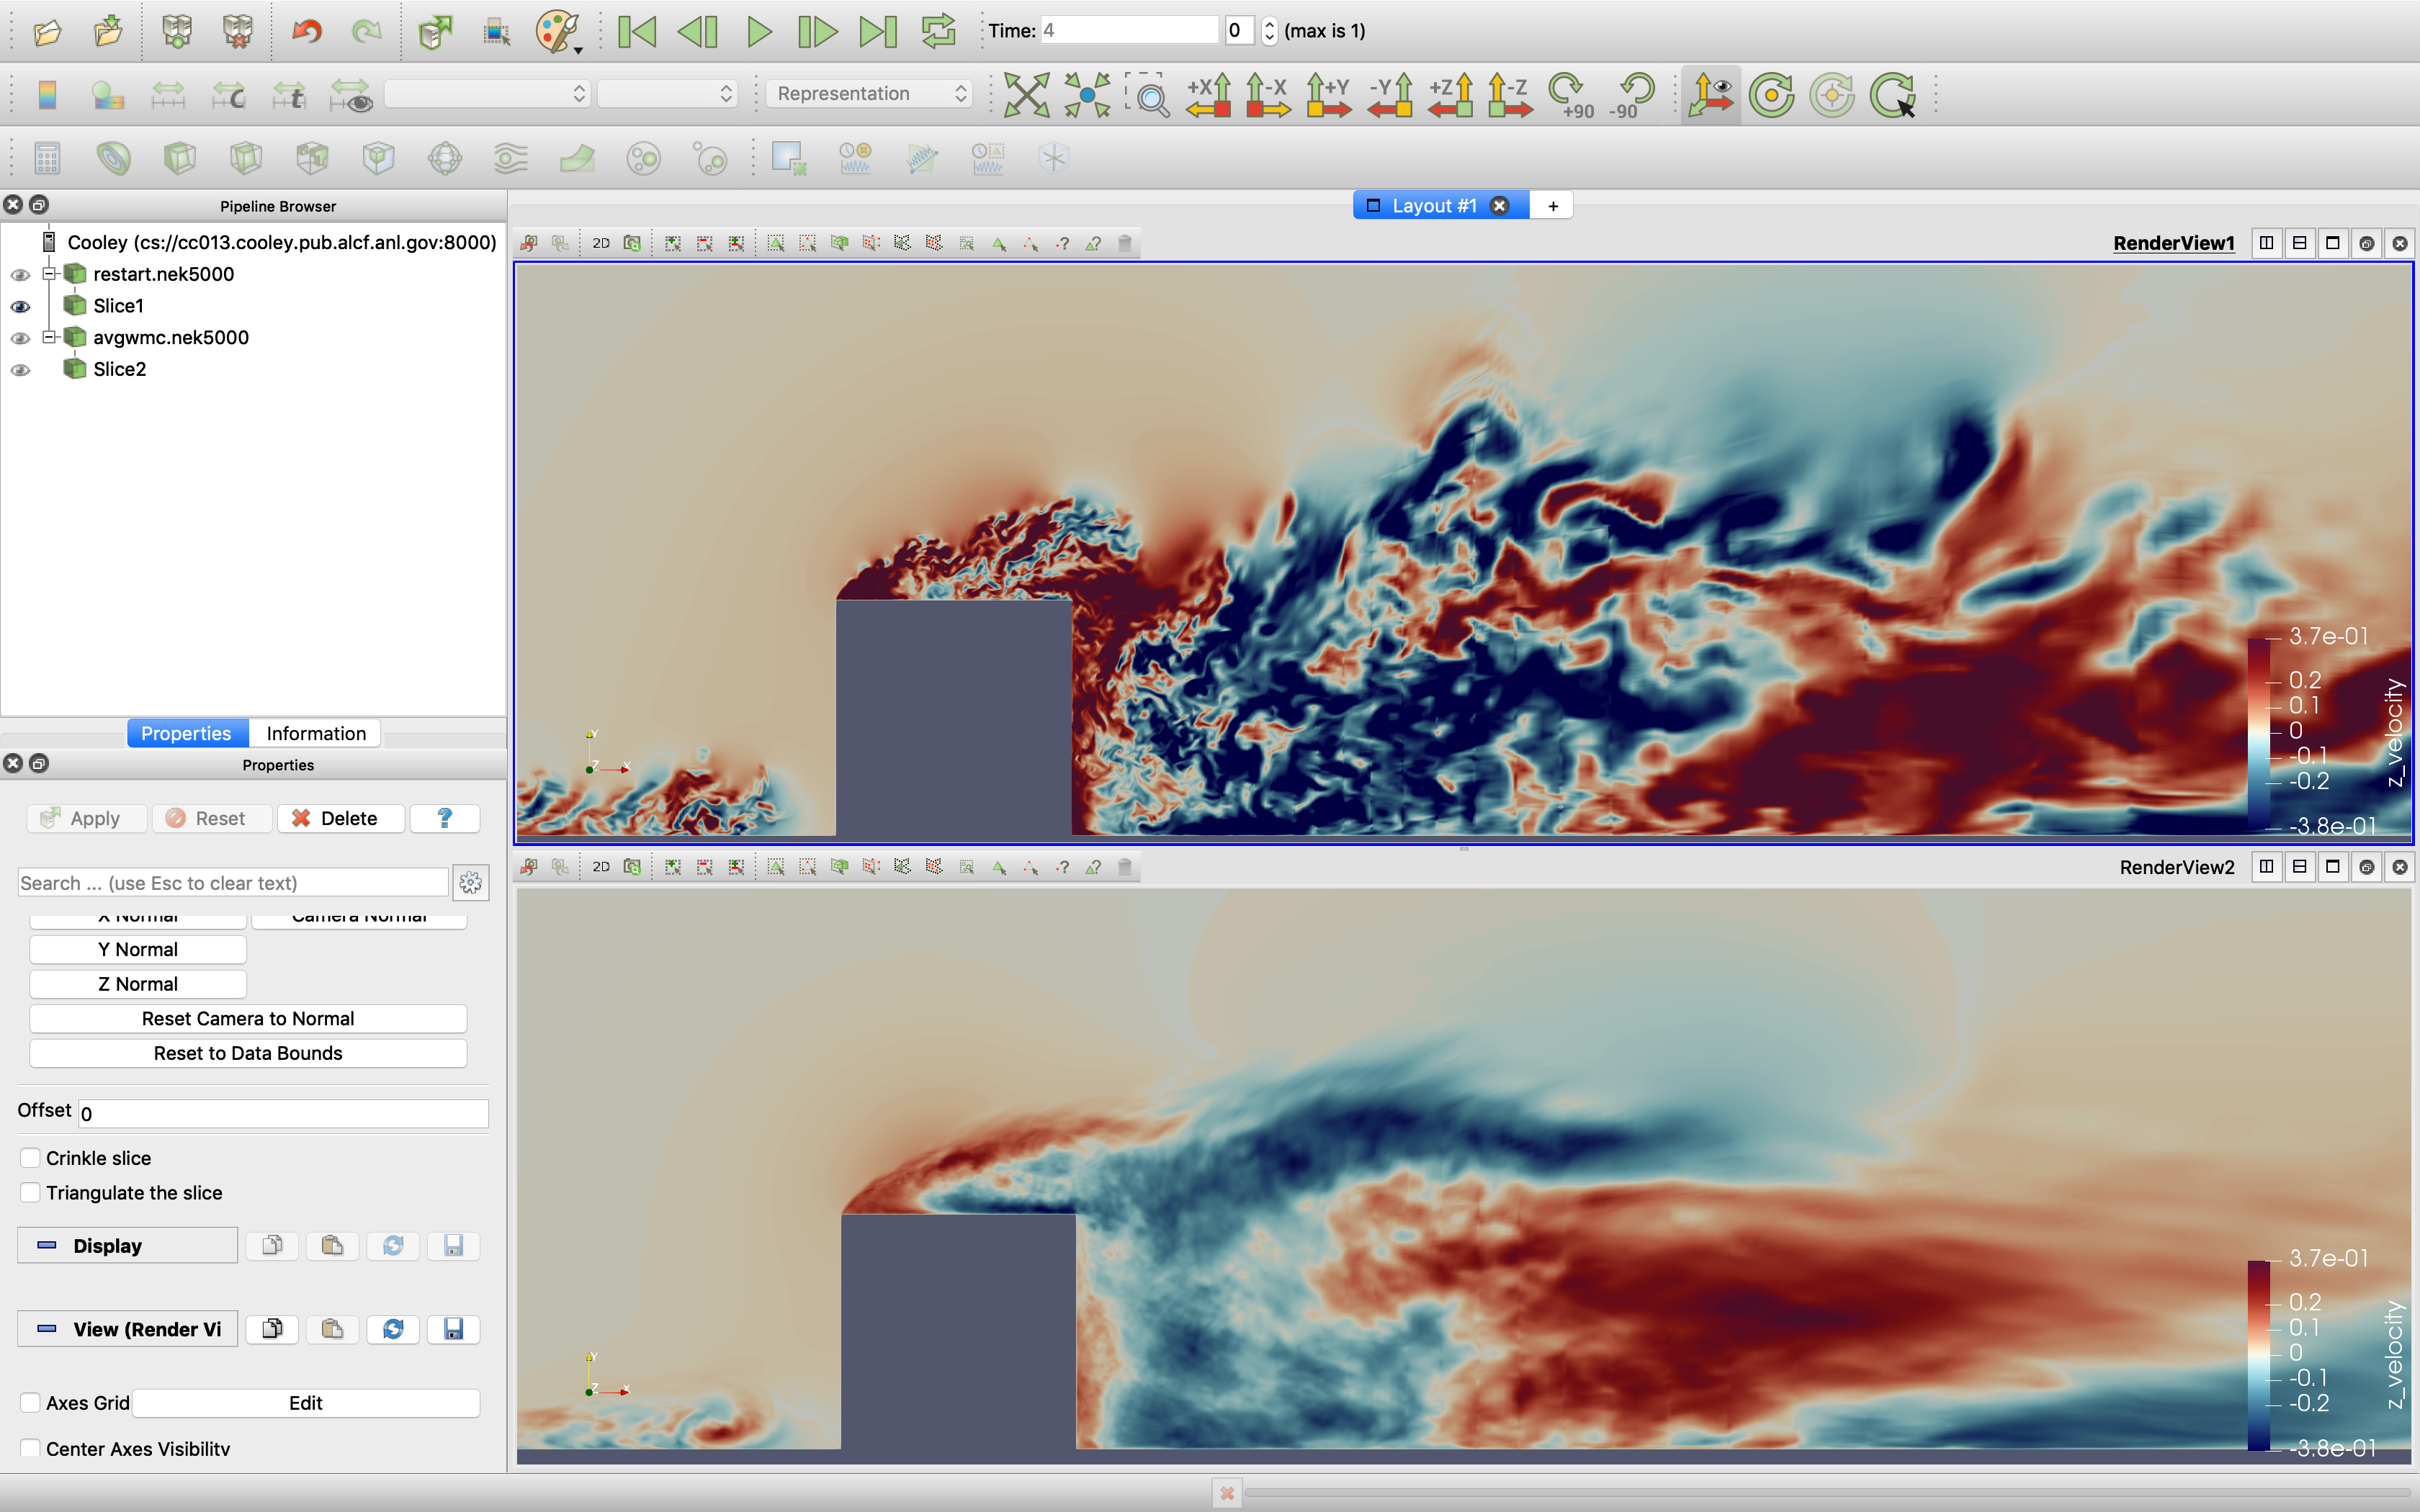 Time: 4 0 (max is 1)
Representation
+X -X +Y -Y +Z -Z +90 -90
C t
Pipeline Browser
Layout #1 +
Cooley (cs://cc013.cooley.pub.alcf.anl.gov:8000)
restart.nek5000
Slice1
avgwmc.nek5000
Slice2
2D ? ?
RenderView1
3.7e-01
0.2
0.1
0
-0.1
-0.2
-3.8e-01
z_velocity
Y
Z X
Properties Information
Properties
Apply Reset Delete ?
Search ... (use Esc to clear text)
X Normal Camera Normal
Y Normal
Z Normal
Reset Camera to Normal
Reset to Data Bounds
Offset 0
Crinkle slice
Triangulate the slice
Display
View (Render Vi
Axes Grid Edit
Center Axes Visibility
2D ? ?
RenderView2
3.7e-01
0.2
0.1
0
-0.1
-0.2
-3.8e-01
z_velocity
Y
Z X